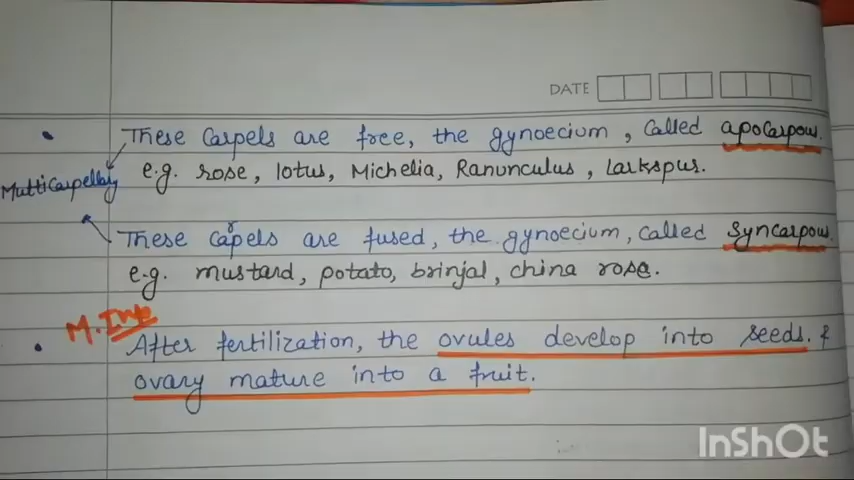 DATE
These Carpels are free, the gynoecium, called apocarpous.
Multicarpellary e.g. rose, lotus, Michelia, Ranunculus, Larkspur.
These carpels are fused, the gynoecium, called Syncarpous.
e.g. mustard, potato, brinjal, china rose.
M. Imp
After fertilization, the ovules develop into seeds. &
ovary mature into a fruit.
InShOt